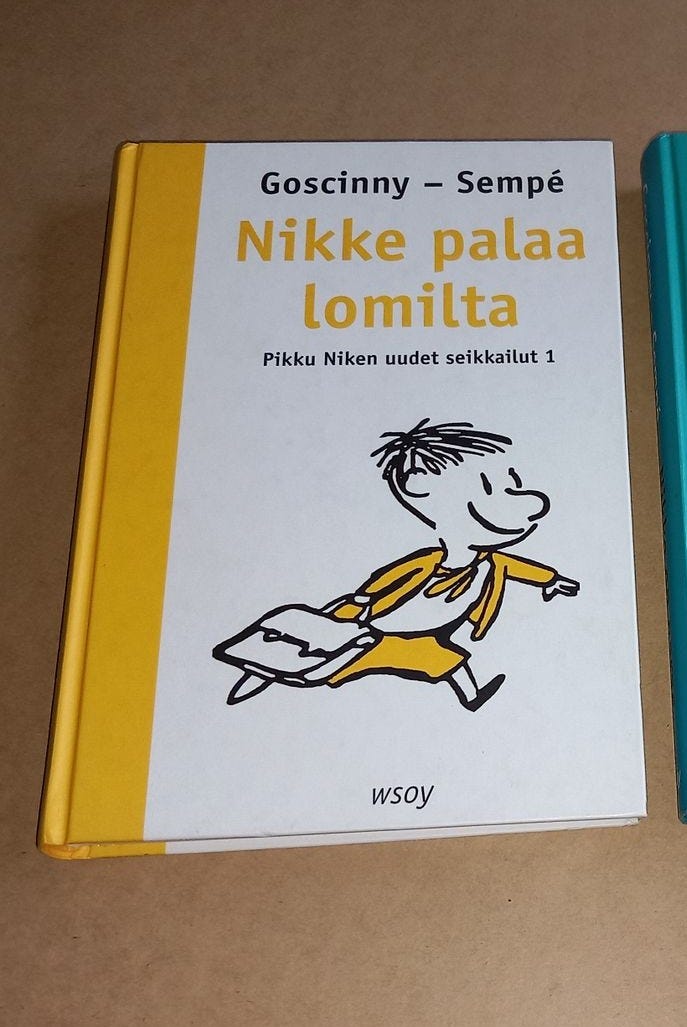 Goscinny – Sempé
Nikke palaa
lomilta
Pikku Niken uudet seikkailut 1
wsoy